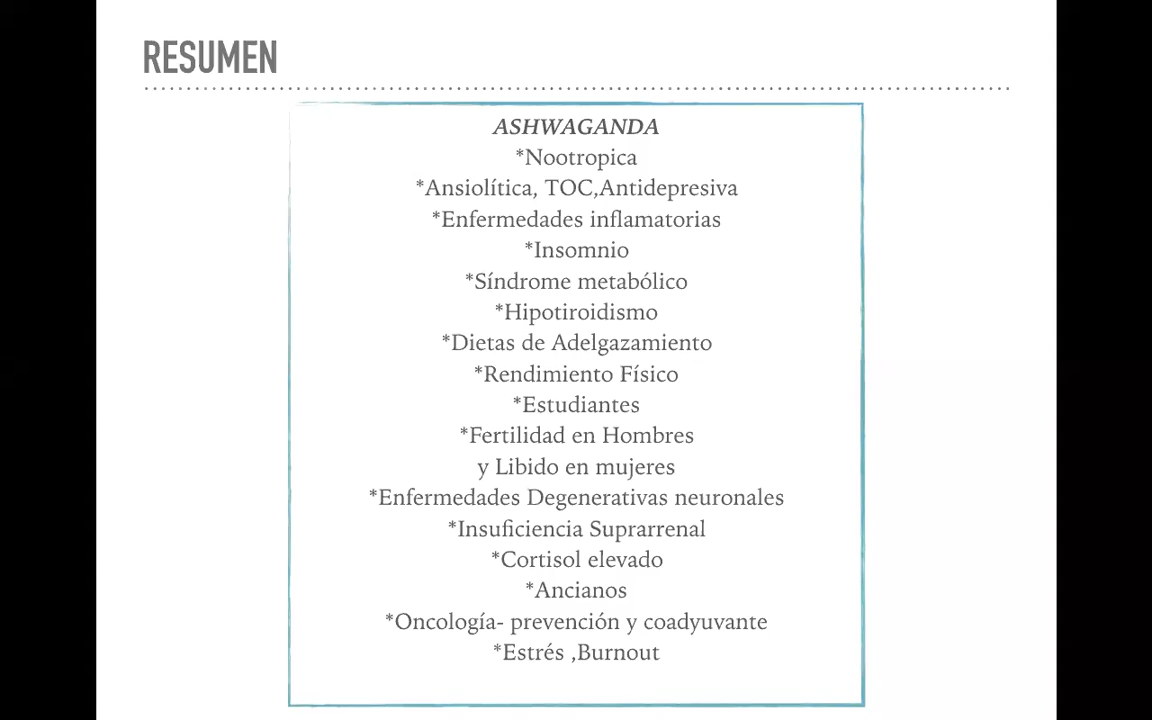 RESUMEN
ASHWAGANDA
*Nootropica
*Ansiolítica, TOC,Antidepresiva
*Enfermedades inflamatorias
*Insomnio
*Síndrome metabólico
*Hipotiroidismo
*Dietas de Adelgazamiento
*Rendimiento Físico
*Estudiantes
*Fertilidad en Hombres
y Libido en mujeres
*Enfermedades Degenerativas neuronales
*Insuficiencia Suprarrenal
*Cortisol elevado
*Ancianos
*Oncología- prevención y coadyuvante
*Estrés ,Burnout